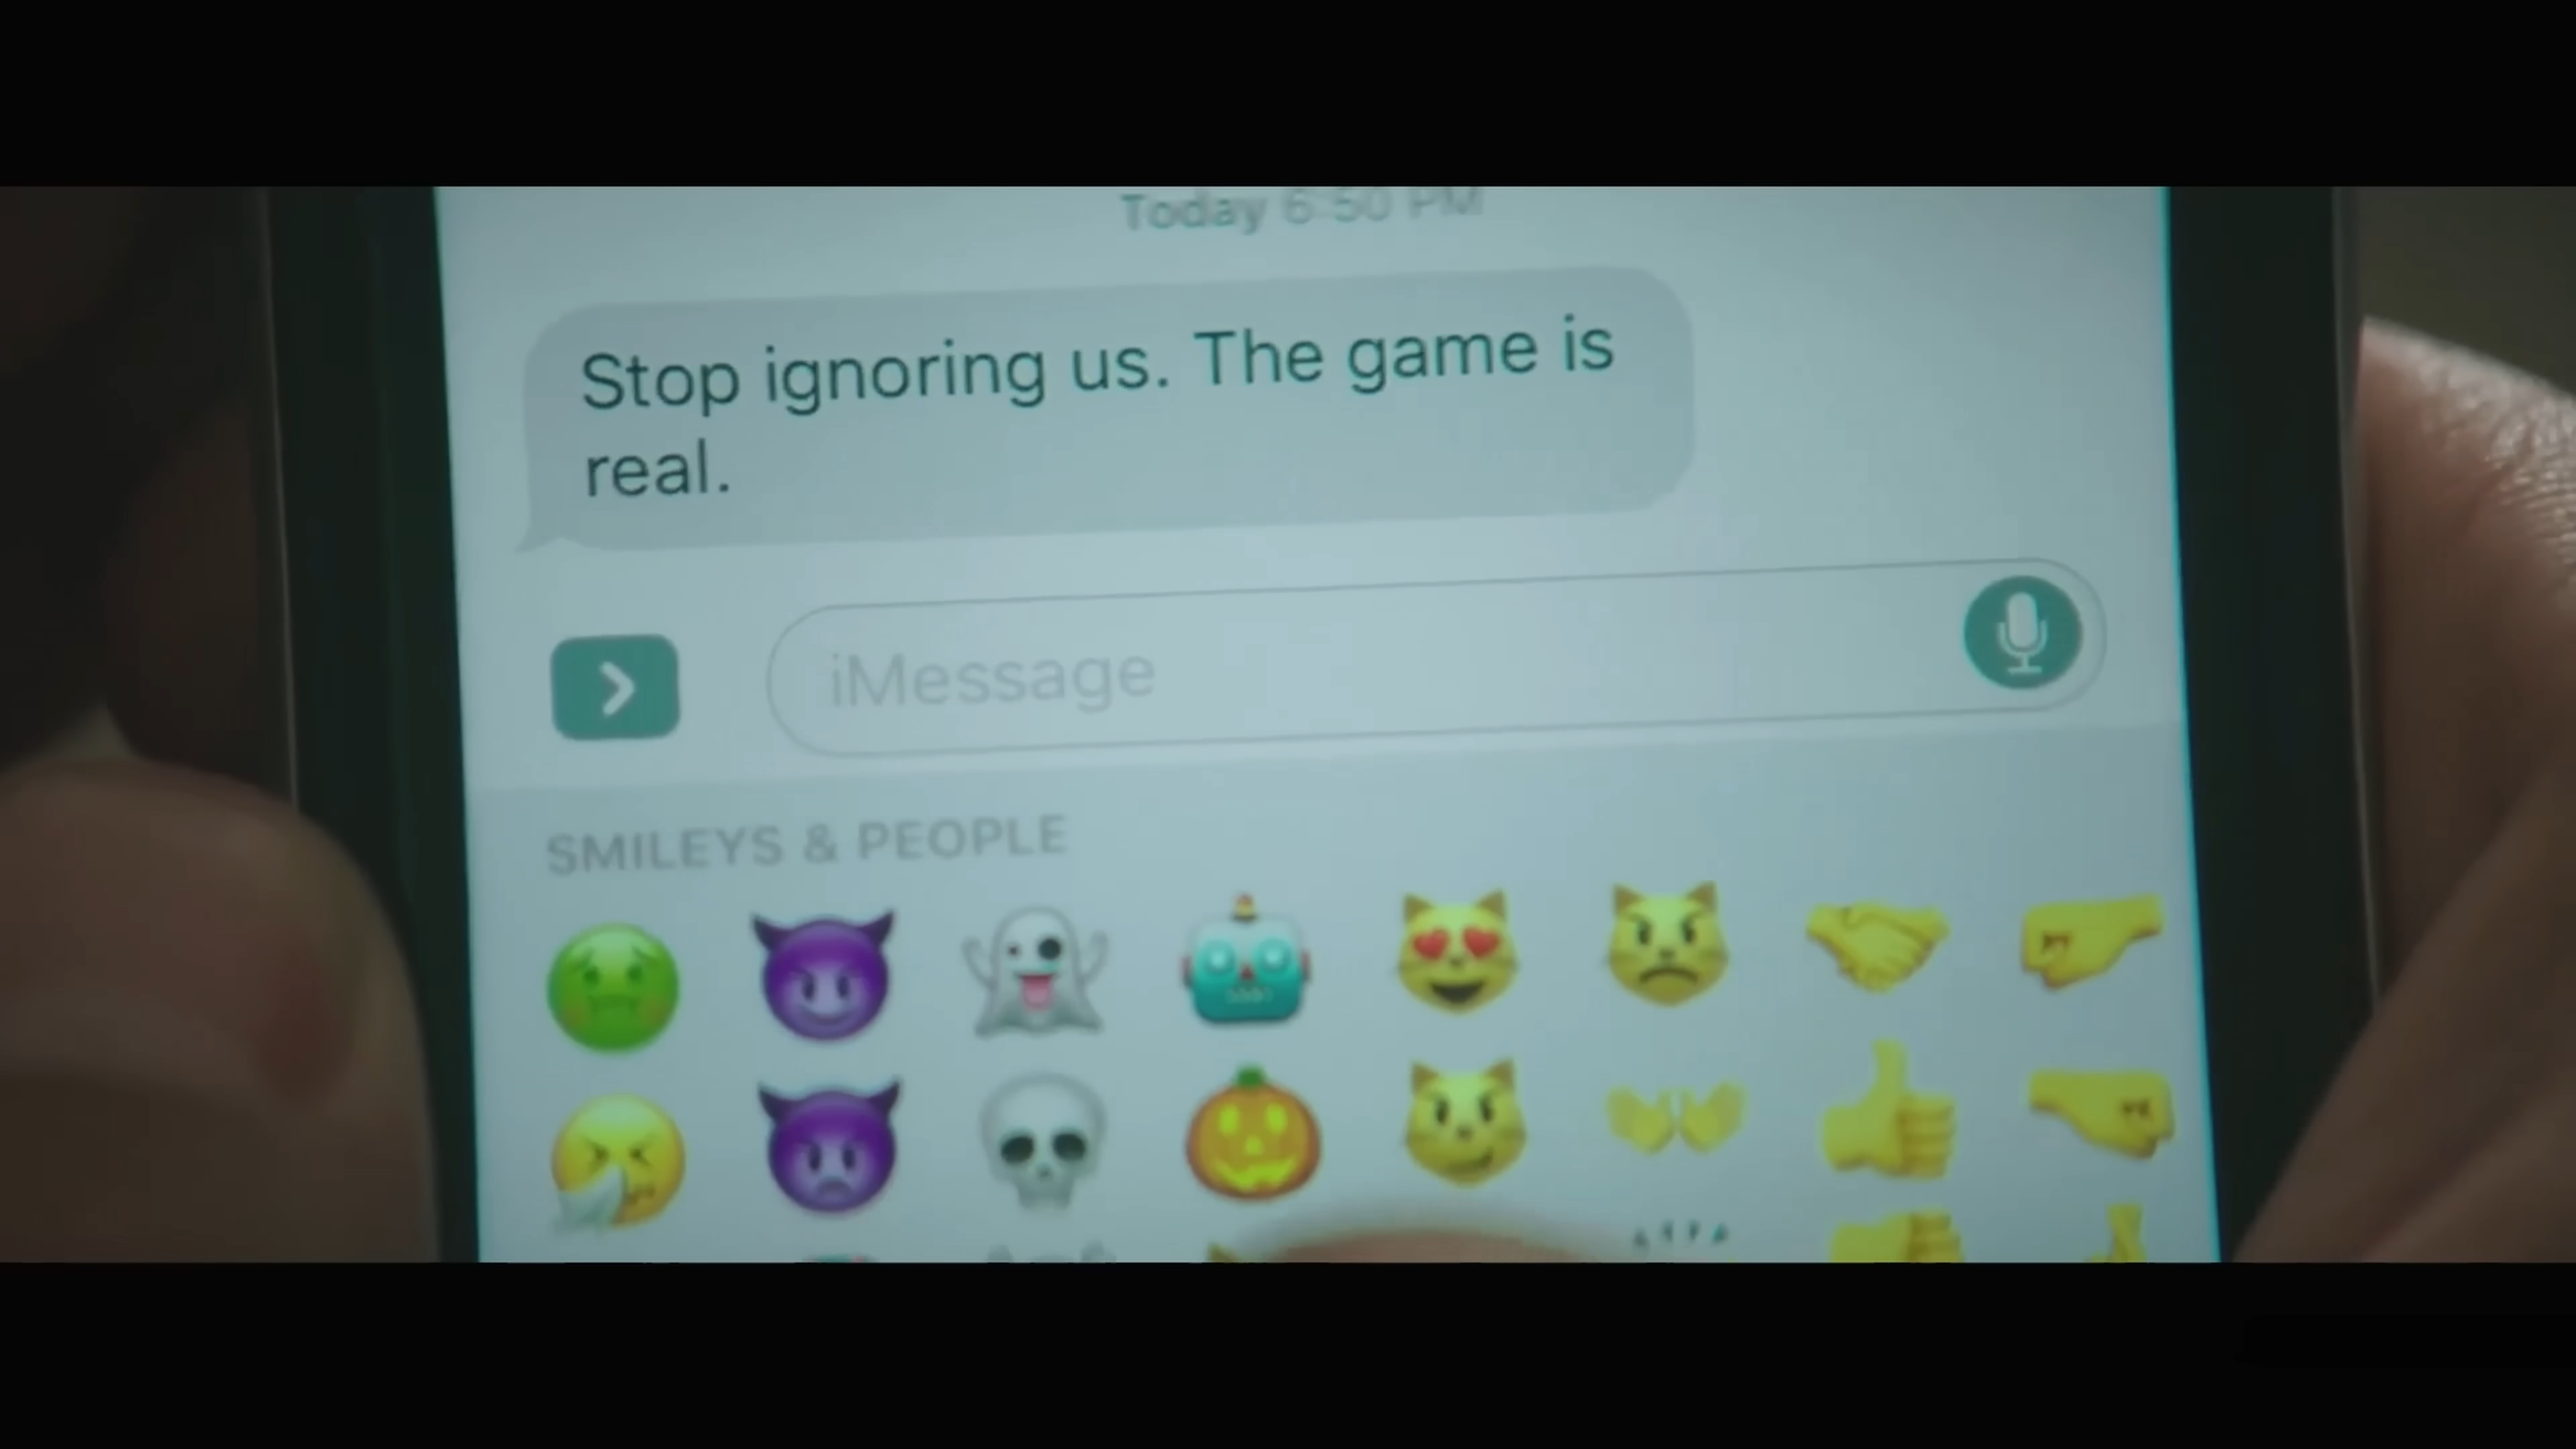 Today 6:50 PM
Stop ignoring us. The game is
real.
iMessage
SMILEYS & PEOPLE